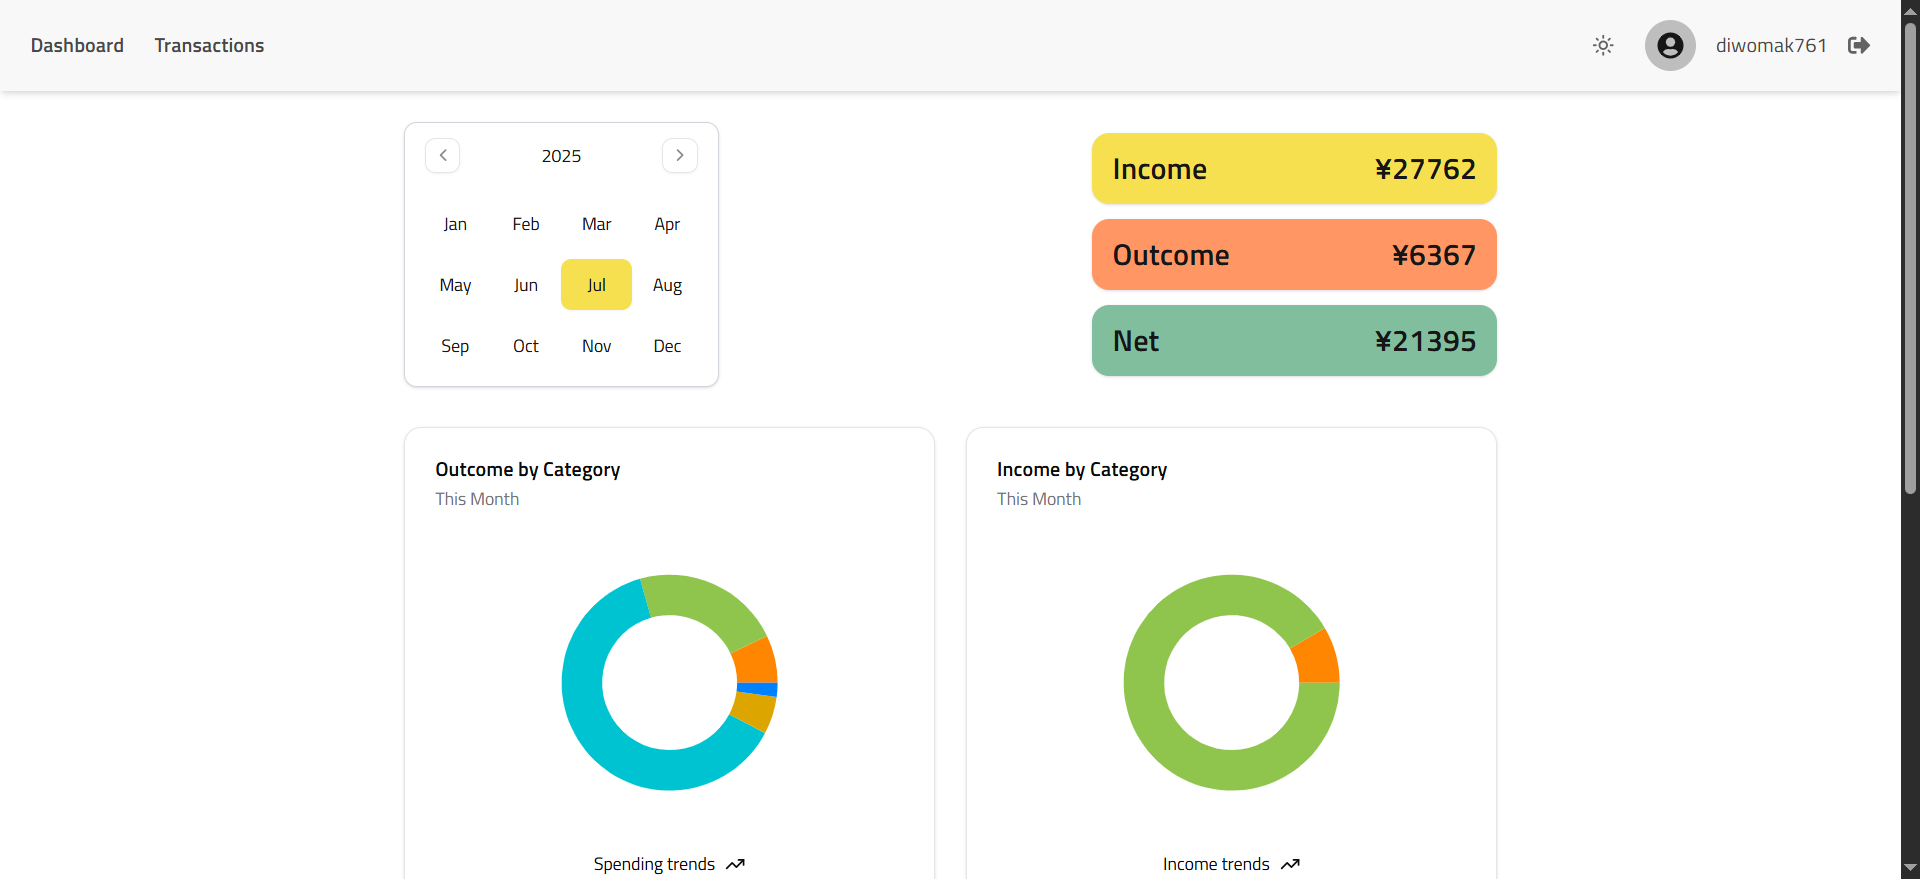 Dashboard Transactions diwomak761
2025
Jan Feb Mar Apr
May Jun Jul Aug
Sep Oct Nov Dec
Income ¥27762
Outcome ¥6367
Net ¥21395
Outcome by Category
This Month
Spending trends
Income by Category
This Month
Income trends